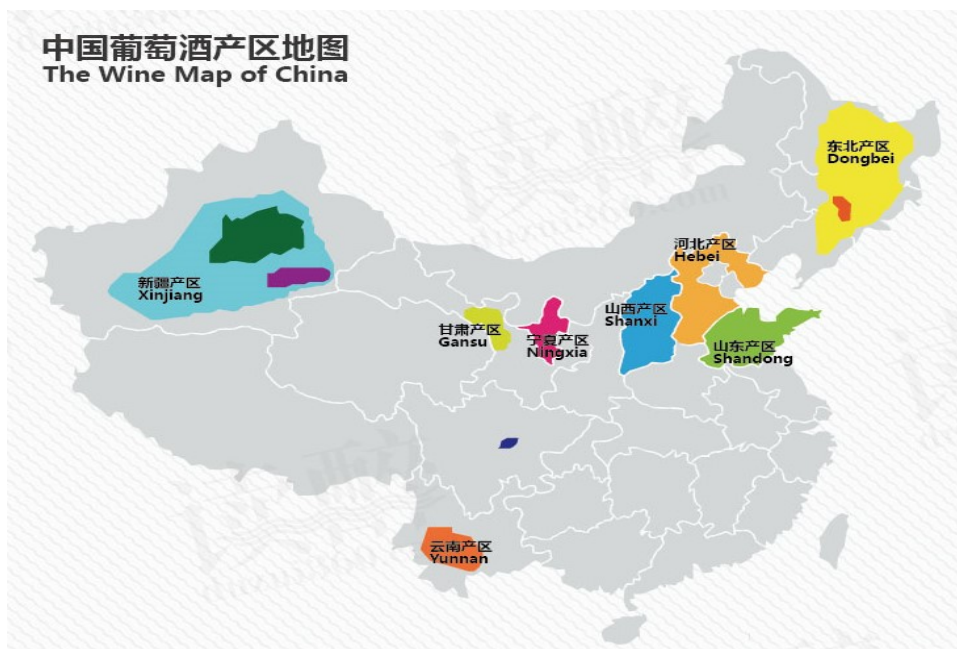 中国葡萄酒产区地图
The Wine Map of China
东北产区
Dongbei
河北产区
Hebei
新疆产区
Xinjiang
山西产区
Shanxi
甘肃产区
Gansu
宁夏产区
Ningxia
山东产区
Shandong
云南产区
Yunnan